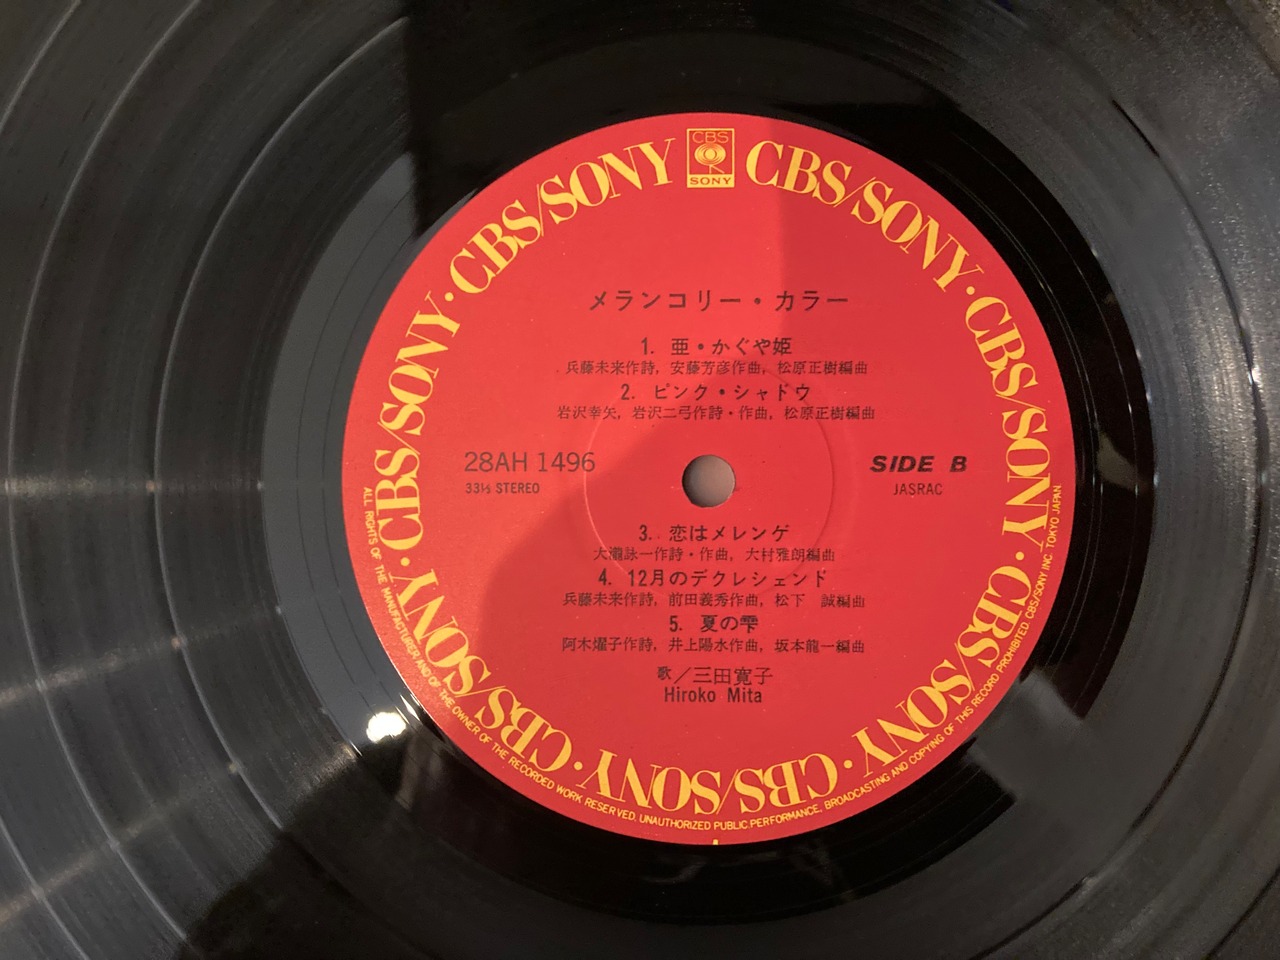 CBS
SONY
CBS/SONY · CBS/SONY · CBS/SONY · CBS/SONY · CBS/SONY · CBS/SONY · CBS/SONY · CBS/SONY
メランコリー・カラー
1. 亜・かぐや姫
兵藤未来作詩, 安藤芳彦作曲, 松原正樹編曲
2. ピンク・シャドウ
岩沢幸矢, 岩沢二弓作詩・作曲, 松原正樹編曲
28AH 1496
33⅓ STEREO
SIDE B
JASRAC
3. 恋はメレンゲ
大瀧詠一作詩・作曲, 大村雅朗編曲
4. 12月のデクレシェンド
兵藤未来作詩, 前田義秀作曲, 松下 誠編曲
5. 夏の雫
阿木燿子作詩, 井上陽水作曲, 坂本龍一編曲
歌／三田寛子
Hiroko Mita
ALL RIGHTS OF THE MANUFACTURER AND OF THE OWNER OF THE RECORDED WORK RESERVED. UNAUTHORIZED PUBLIC PERFORMANCE, BROADCASTING AND COPYING OF THIS RECORD PROHIBITED. CBS/SONY INC. TOKYO JAPAN